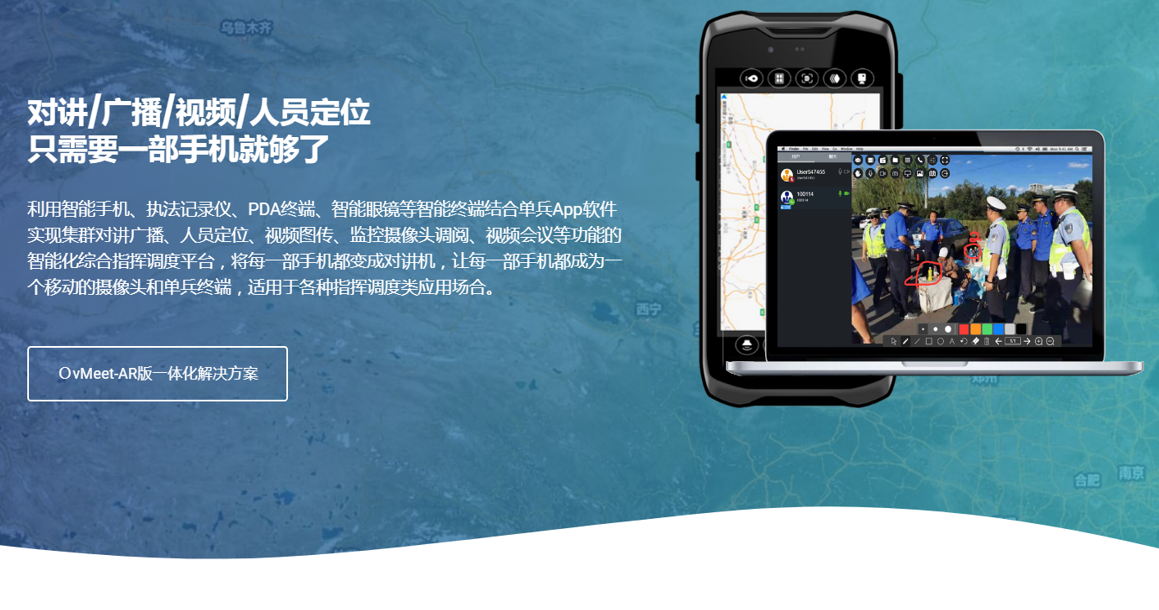 乌鲁木齐
对讲/广播/视频/人员定位
只需要一部手机就够了
利用智能手机、执法记录仪、PDA终端、智能眼镜等智能终端结合单兵App软件
实现集群对讲广播、人员定位、视频图传、监控摄像头调阅、视频会议等功能的
智能化综合指挥调度平台，将每一部手机都变成对讲机，让每一部手机都成为一
个移动的摄像头和单兵终端，适用于各种指挥调度类应用场合。
OvMeet-AR版一体化解决方案
User547465
100114
西宁
郑州
合肥
南京